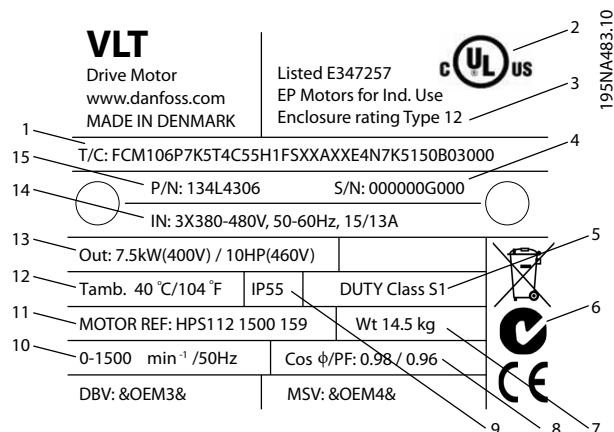 VLT
Drive Motor
www.danfoss.com
MADE IN DENMARK
Listed E347257
EP Motors for Ind. Use
Enclosure rating Type 12
C UL US
®
2
3
195NA483.10
1
T/C: FCM106P7K5T4C55H1FSXXAXXE4N7K5150B03000
4
15
P/N: 134L4306 S/N: 000000G000
14
IN: 3X380-480V, 50-60Hz, 15/13A
13
Out: 7.5kW(400V) / 10HP(460V)
5
12
Tamb. 40 °C/104 °F IP55 DUTY Class S1
6
11
MOTOR REF: HPS112 1500 159 Wt 14.5 kg
10
0-1500 min⁻¹ /50Hz Cos ϕ/PF: 0.98 / 0.96
CE
DBV: &OEM3& MSV: &OEM4&
9 8 7